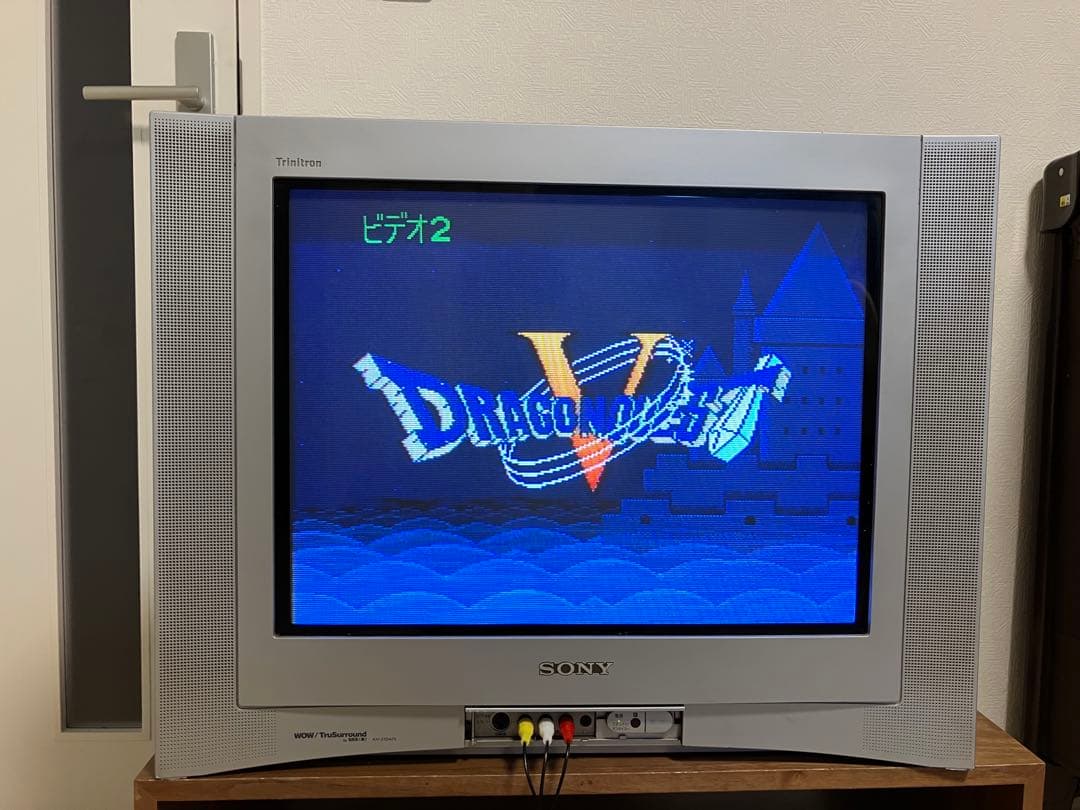 Trinitron
ビデオ2
V
DRAGON QUEST
SONY
WOW/TruSurround